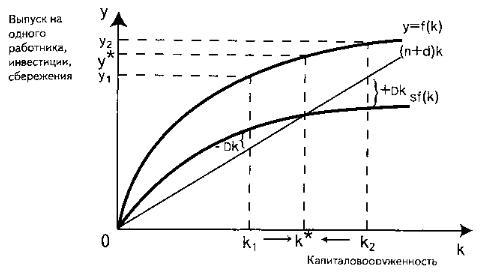 Выпуск на
одного
работника,
инвестиции,
сбережения
y
y₂
y*
y₁
y=f(k)
(n+d)k
+Dk
sf(k)
- Dk
0
k₁
k*
k₂
k
Капиталовооруженность